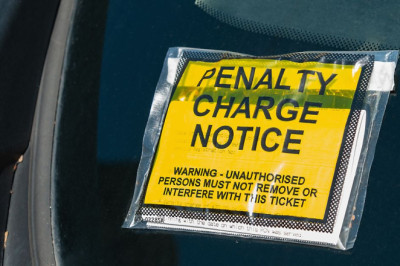 PENALTY
CHARGE
NOTICE
WARNING - UNAUTHORISED
PERSONS MUST NOT REMOVE OR
INTERFERE WITH THIS TICKET